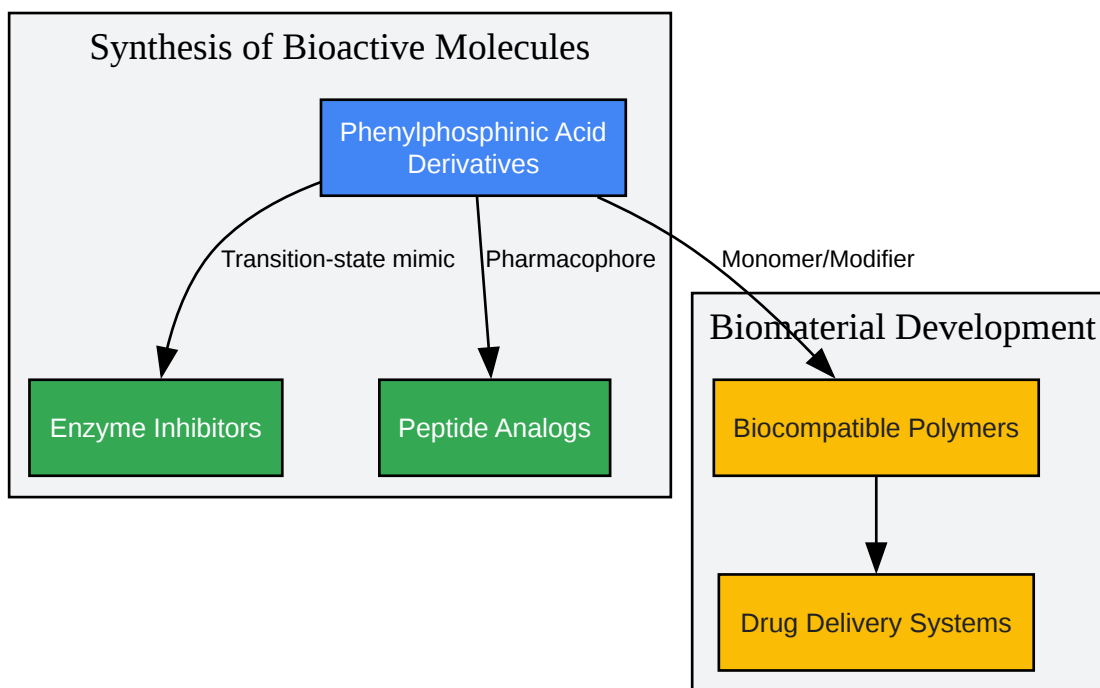 Synthesis of Bioactive Molecules
Phenylphosphinic Acid
Derivatives
Transition-state mimic
Pharmacophore
Monomer/Modifier
Biomaterial Development
Enzyme Inhibitors
Peptide Analogs
Biocompatible Polymers
Drug Delivery Systems